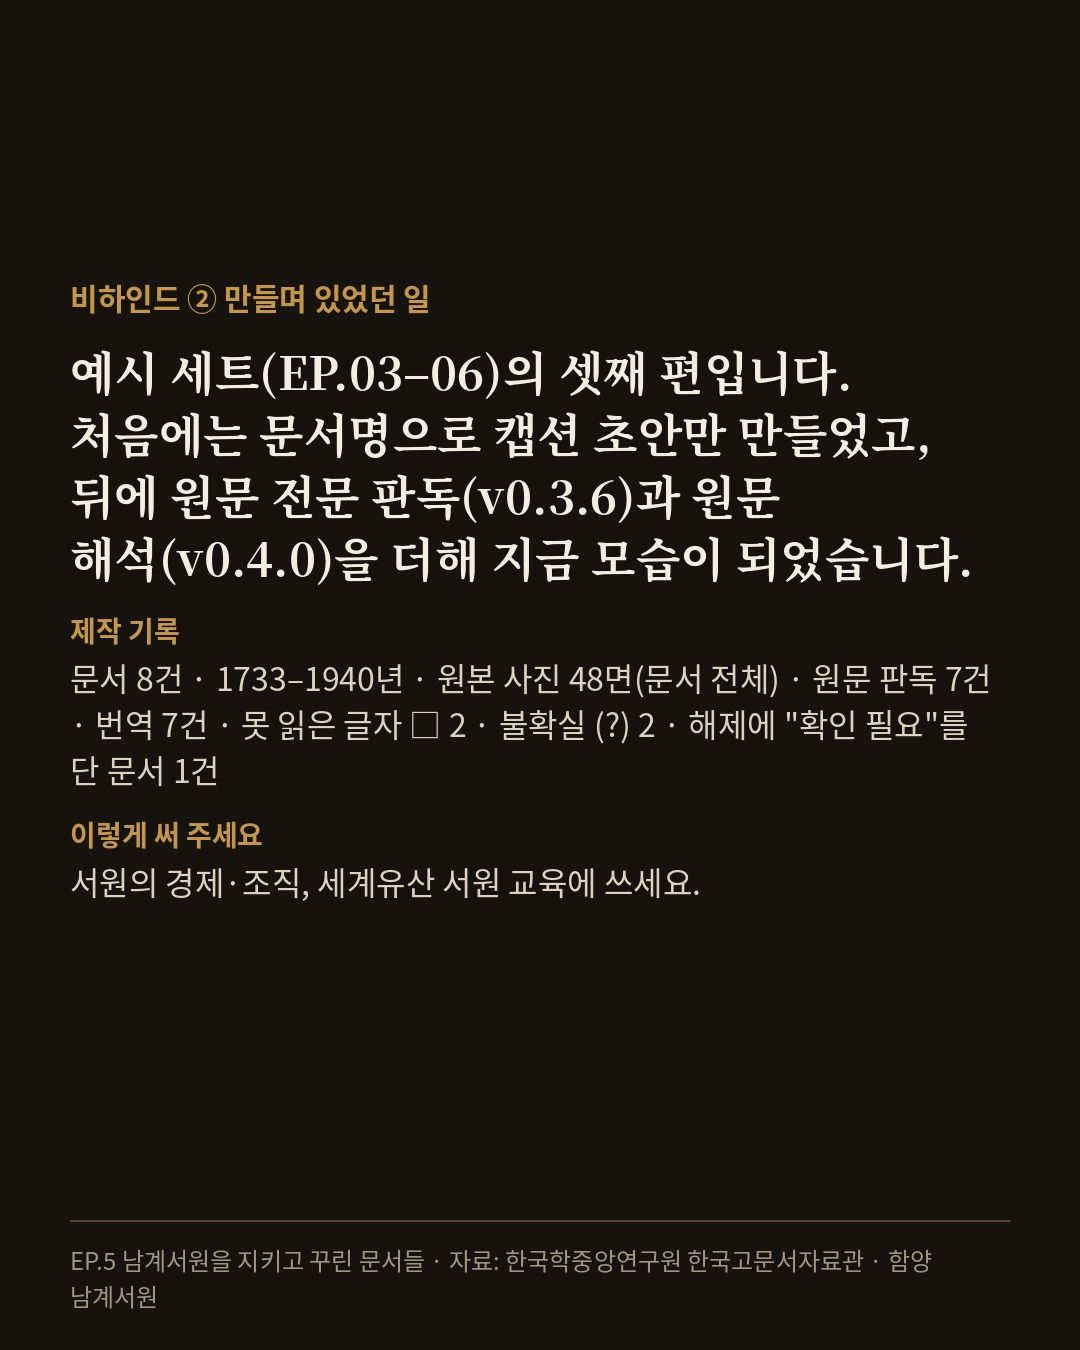 비하인드 ② 만들며 있었던 일
예시 세트(EP.03–06)의 셋째 편입니다.
처음에는 문서명으로 캡션 초안만 만들었고,
뒤에 원문 전문 판독(v0.3.6)과 원문
해석(v0.4.0)을 더해 지금 모습이 되었습니다.
제작 기록
문서 8건 · 1733–1940년 · 원본 사진 48면(문서 전체) · 원문 판독 7건
· 번역 7건 · 못 읽은 글자 □ 2 · 불확실 (?) 2 · 해제에 "확인 필요"를
단 문서 1건
이렇게 써 주세요
서원의 경제·조직, 세계유산 서원 교육에 쓰세요.
EP.5 남계서원을 지키고 꾸린 문서들 · 자료: 한국학중앙연구원 한국고문서자료관 · 함양
남계서원